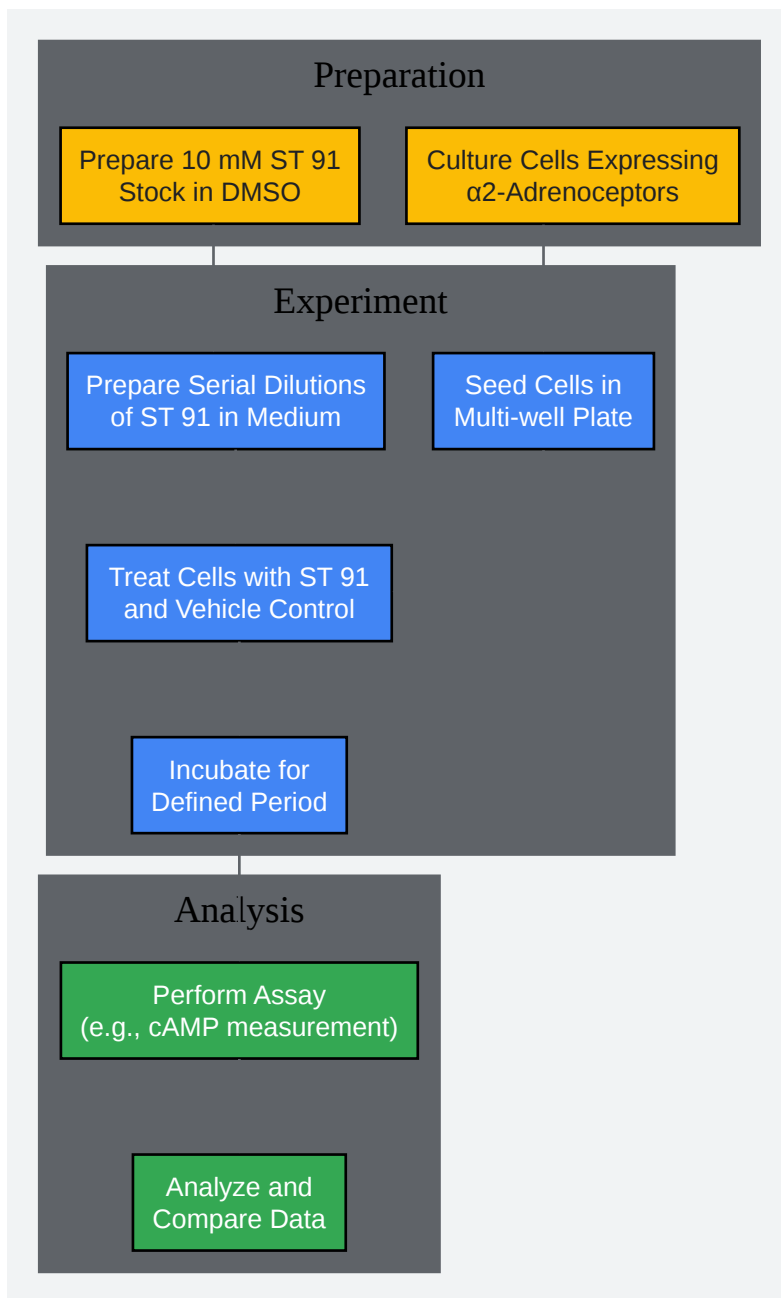 Preparation
Prepare 10 mM ST 91
Stock in DMSO
Culture Cells Expressing
α2-Adrenoceptors
Experiment
Prepare Serial Dilutions
of ST 91 in Medium
Seed Cells in
Multi-well Plate
Treat Cells with ST 91
and Vehicle Control
Incubate for
Defined Period
Analysis
Perform Assay
(e.g., cAMP measurement)
Analyze and
Compare Data